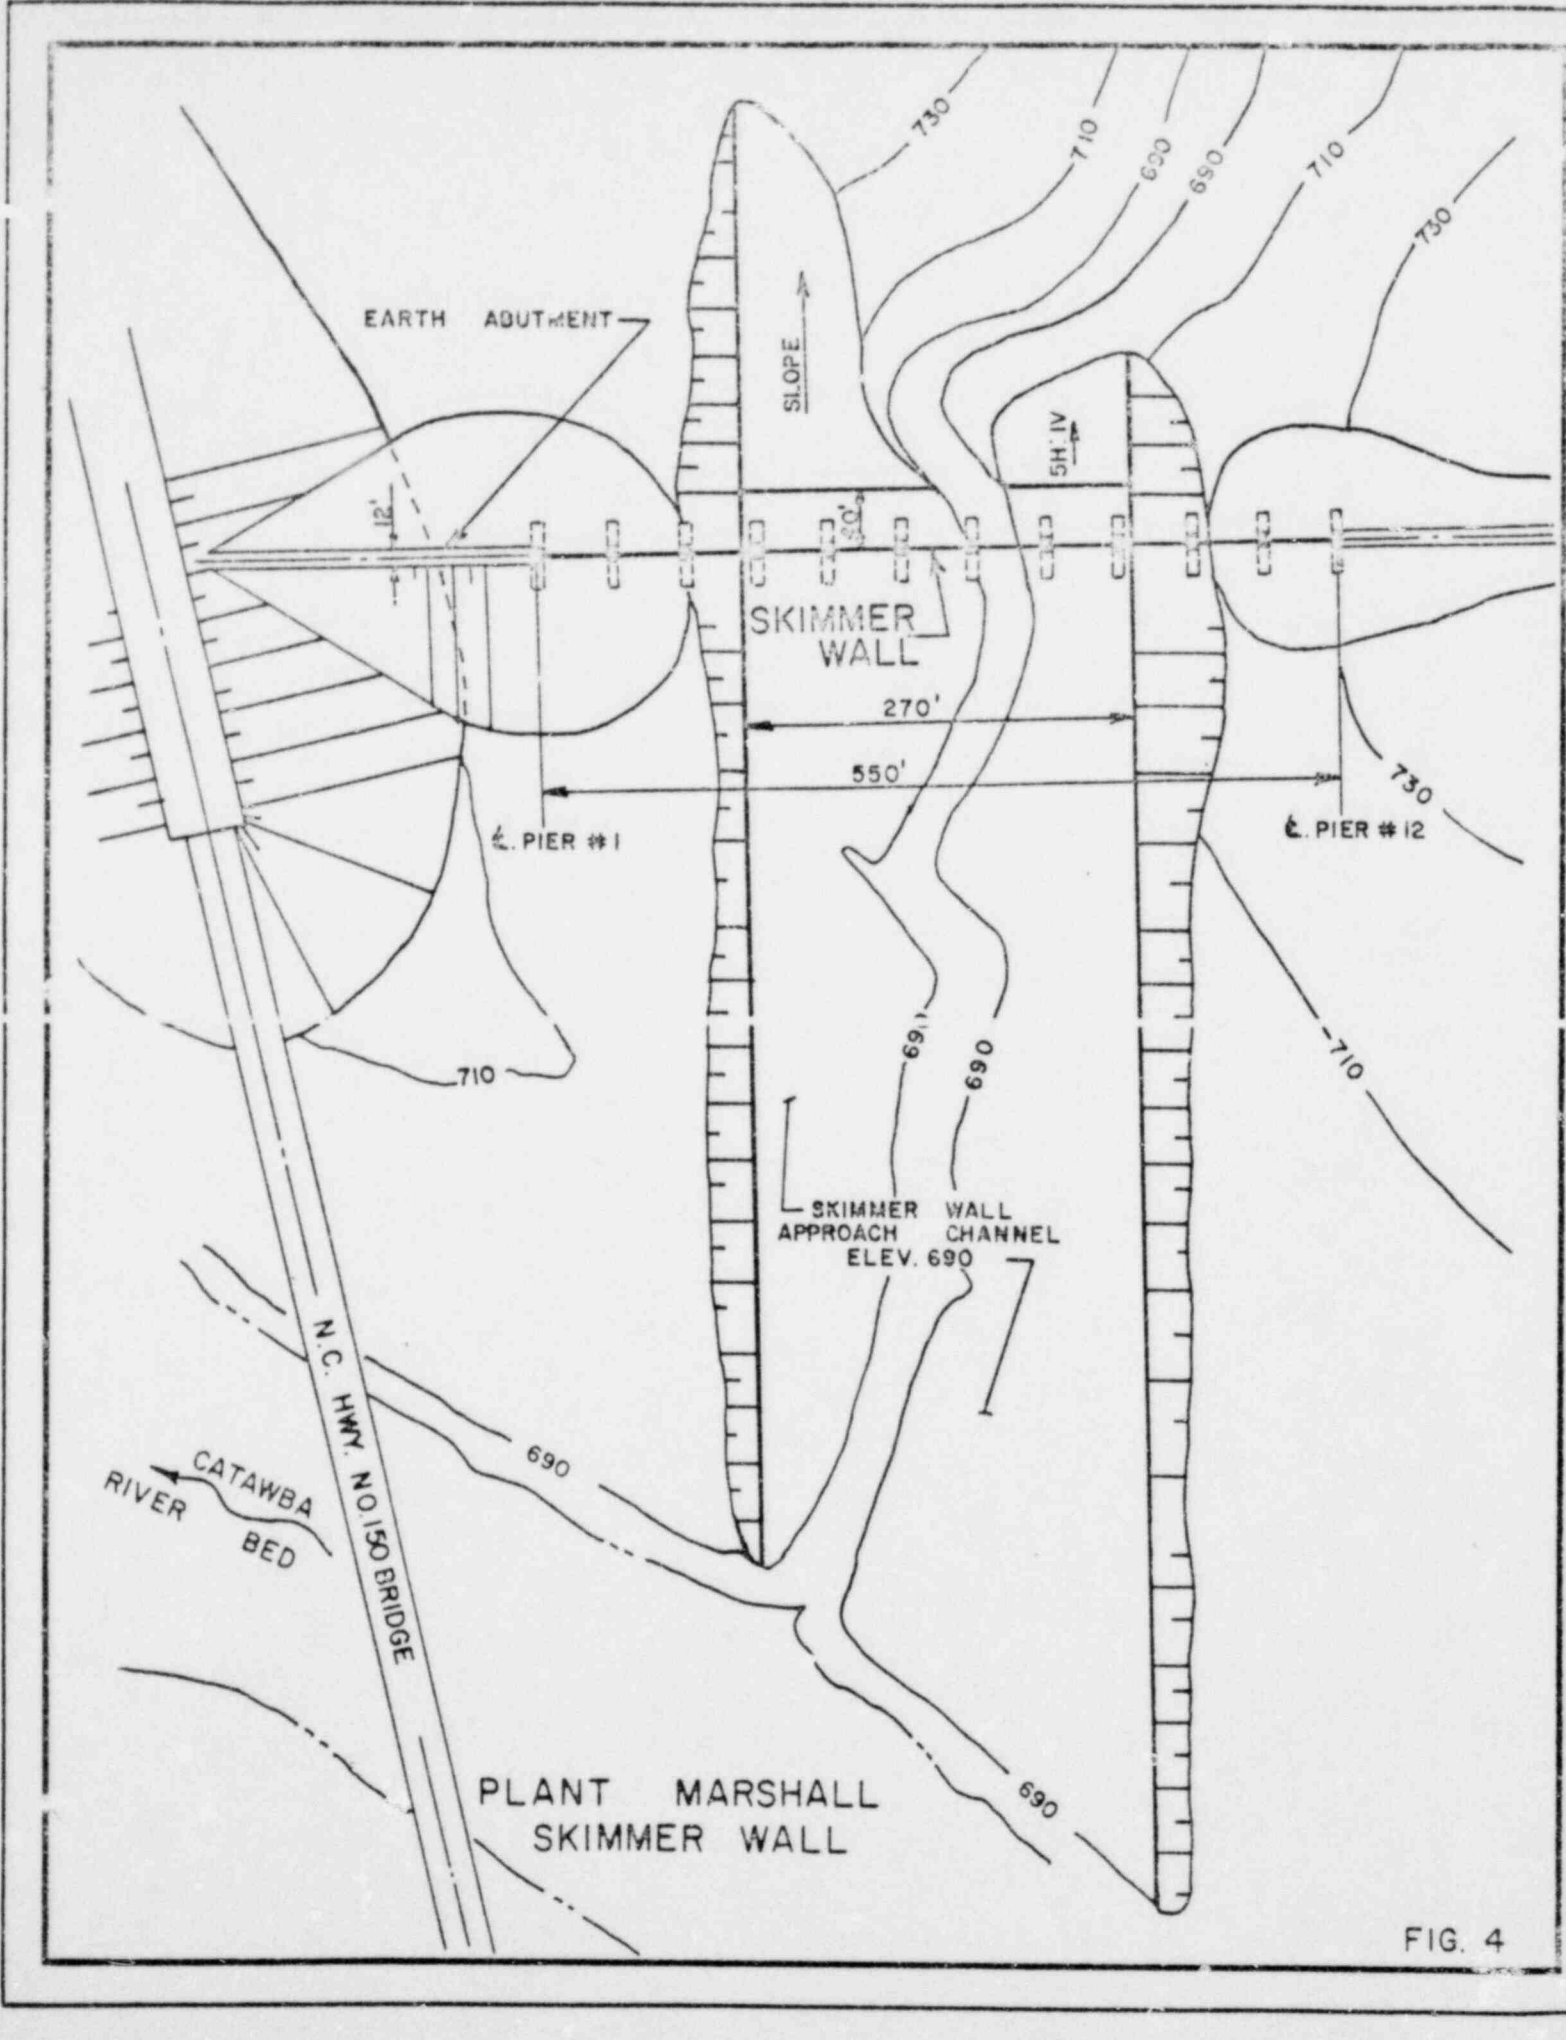 730
710
690
690
710
730
EARTH ABUTMENT
SLOPE
5H:1V
12'
SKIMMER
WALL
270'
550'
℄ PIER #1
℄ PIER #12
730
690
690
710
710
SKIMMER WALL
APPROACH CHANNEL
ELEV. 690
N.C. HWY. NO.150 BRIDGE
690
CATAWBA
RIVER
BED
690
PLANT MARSHALL
SKIMMER WALL
FIG. 4